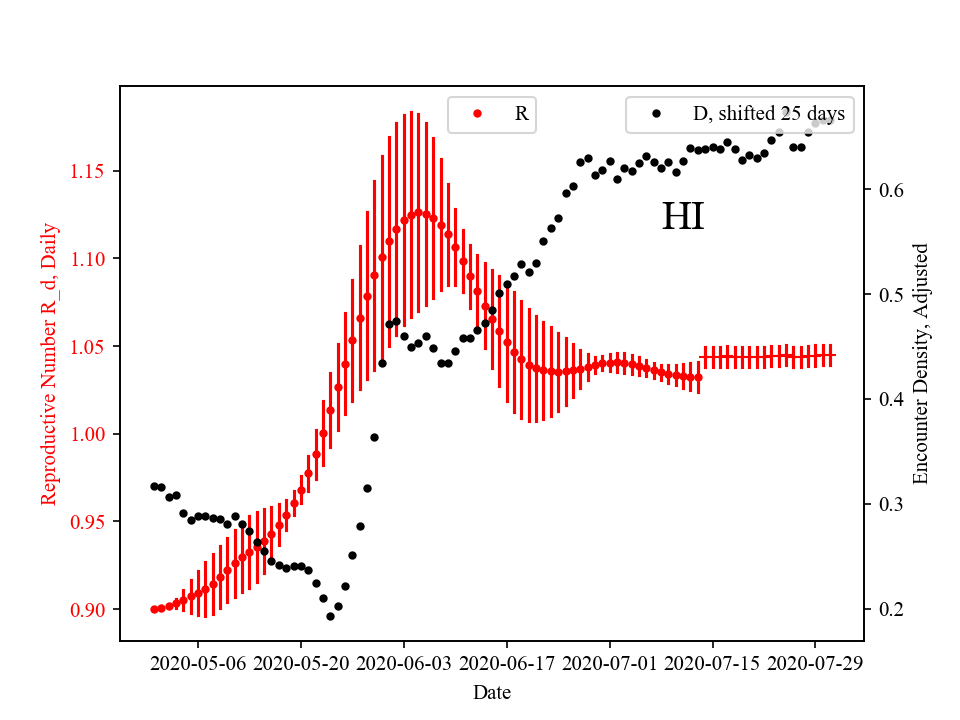 R
D, shifted 25 days
HI
1.15
1.10
1.05
1.00
0.95
0.90
Reproductive Number R_d, Daily
0.6
0.5
0.4
0.3
0.2
Encounter Density, Adjusted
2020-05-06 2020-05-20 2020-06-03 2020-06-17 2020-07-01 2020-07-15 2020-07-29
Date